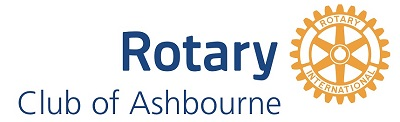 Rotary
Club of Ashbourne
ROTARY
INTERNATIONAL